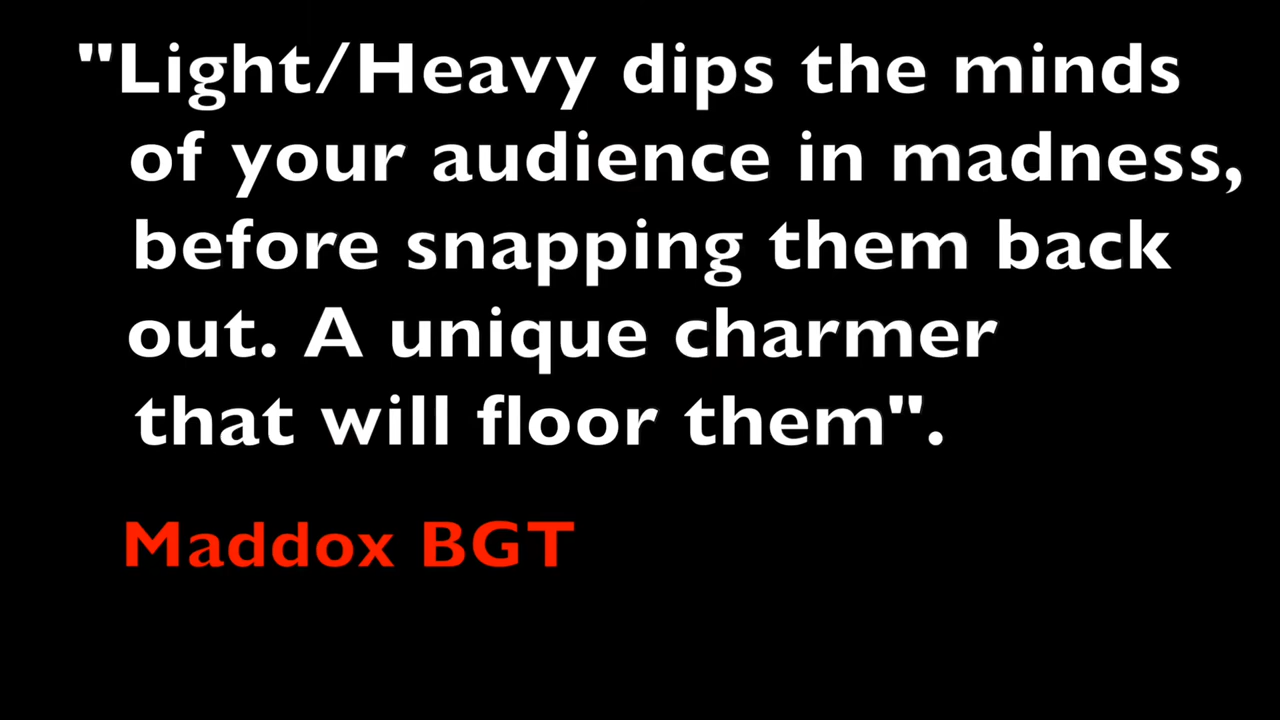 "Light/Heavy dips the minds
of your audience in madness,
before snapping them back
out. A unique charmer
that will floor them".
Maddox BGT